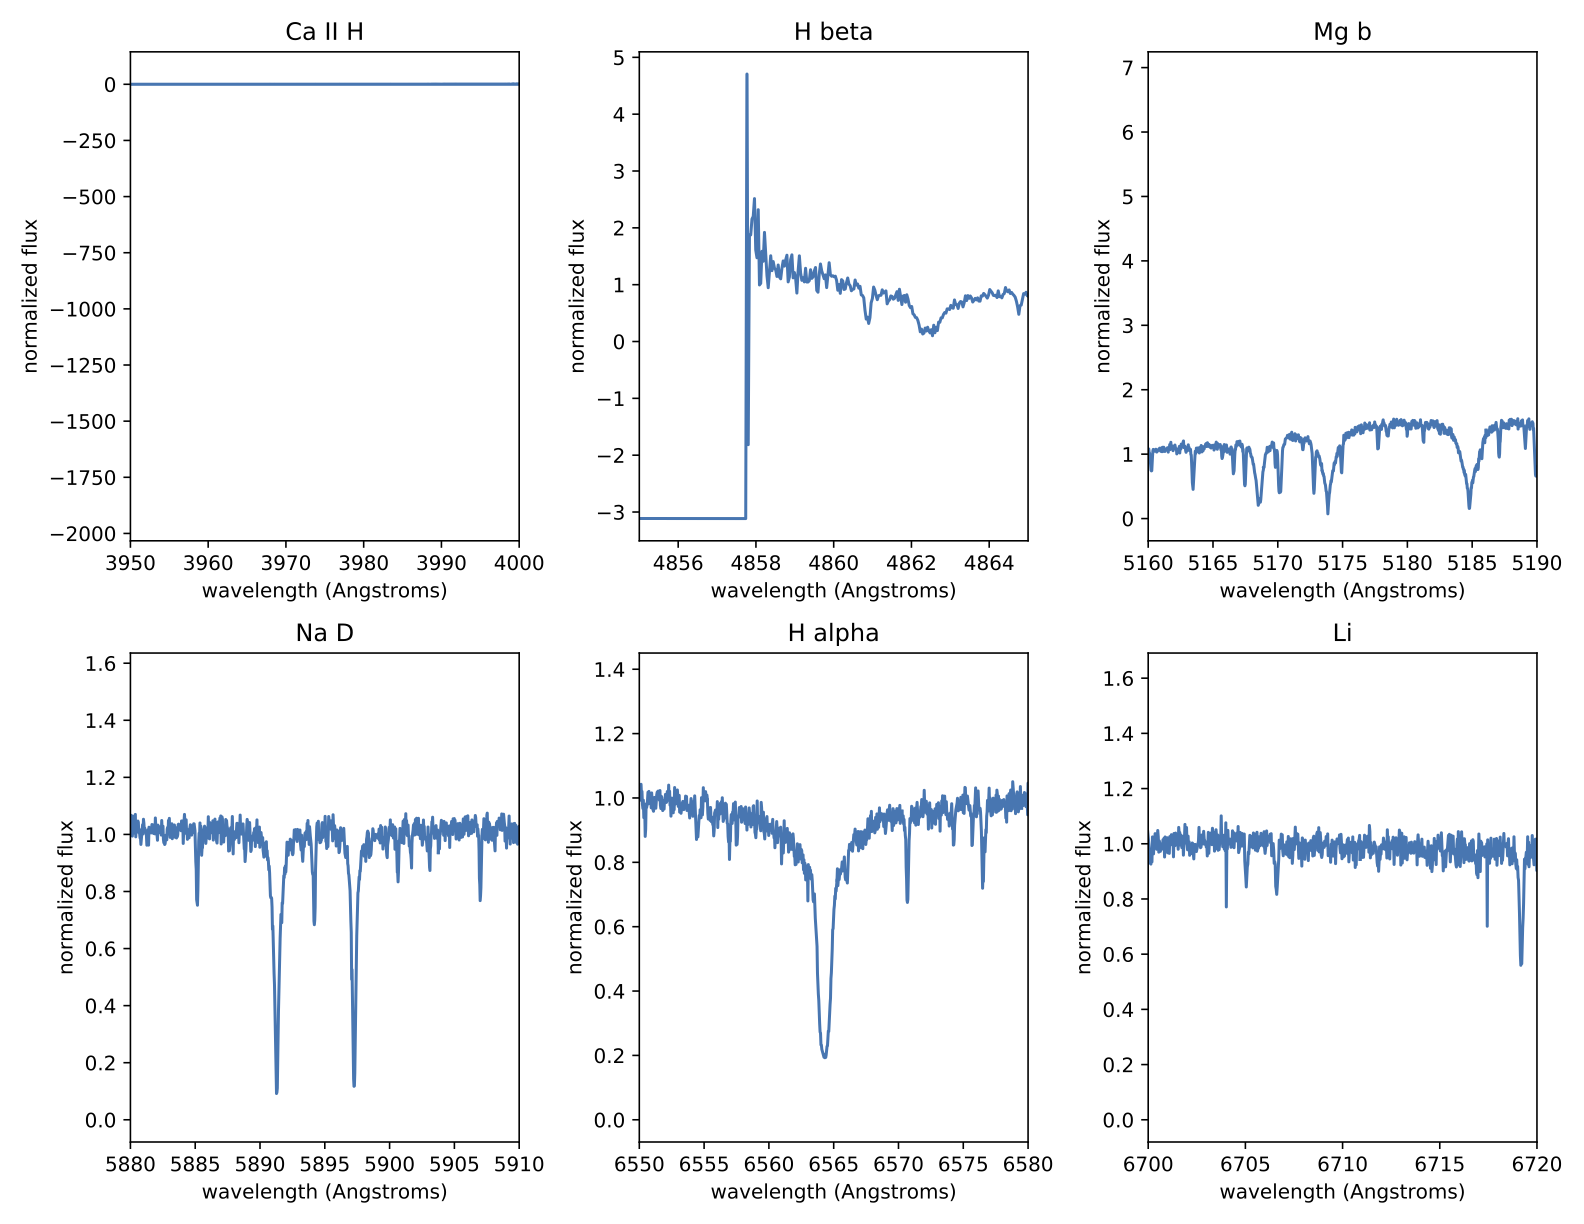 Ca II H
normalized flux
0
−250
−500
−750
−1000
−1250
−1500
−1750
−2000
3950 3960 3970 3980 3990 4000
wavelength (Angstroms)
H beta
normalized flux
5
4
3
2
1
0
−1
−2
−3
4856 4858 4860 4862 4864
wavelength (Angstroms)
Mg b
normalized flux
7
6
5
4
3
2
1
0
5160 5165 5170 5175 5180 5185 5190
wavelength (Angstroms)
Na D
normalized flux
1.6
1.4
1.2
1.0
0.8
0.6
0.4
0.2
0.0
5880 5885 5890 5895 5900 5905 5910
wavelength (Angstroms)
H alpha
normalized flux
1.4
1.2
1.0
0.8
0.6
0.4
0.2
0.0
6550 6555 6560 6565 6570 6575 6580
wavelength (Angstroms)
Li
normalized flux
1.6
1.4
1.2
1.0
0.8
0.6
0.4
0.2
0.0
6700 6705 6710 6715 6720
wavelength (Angstroms)